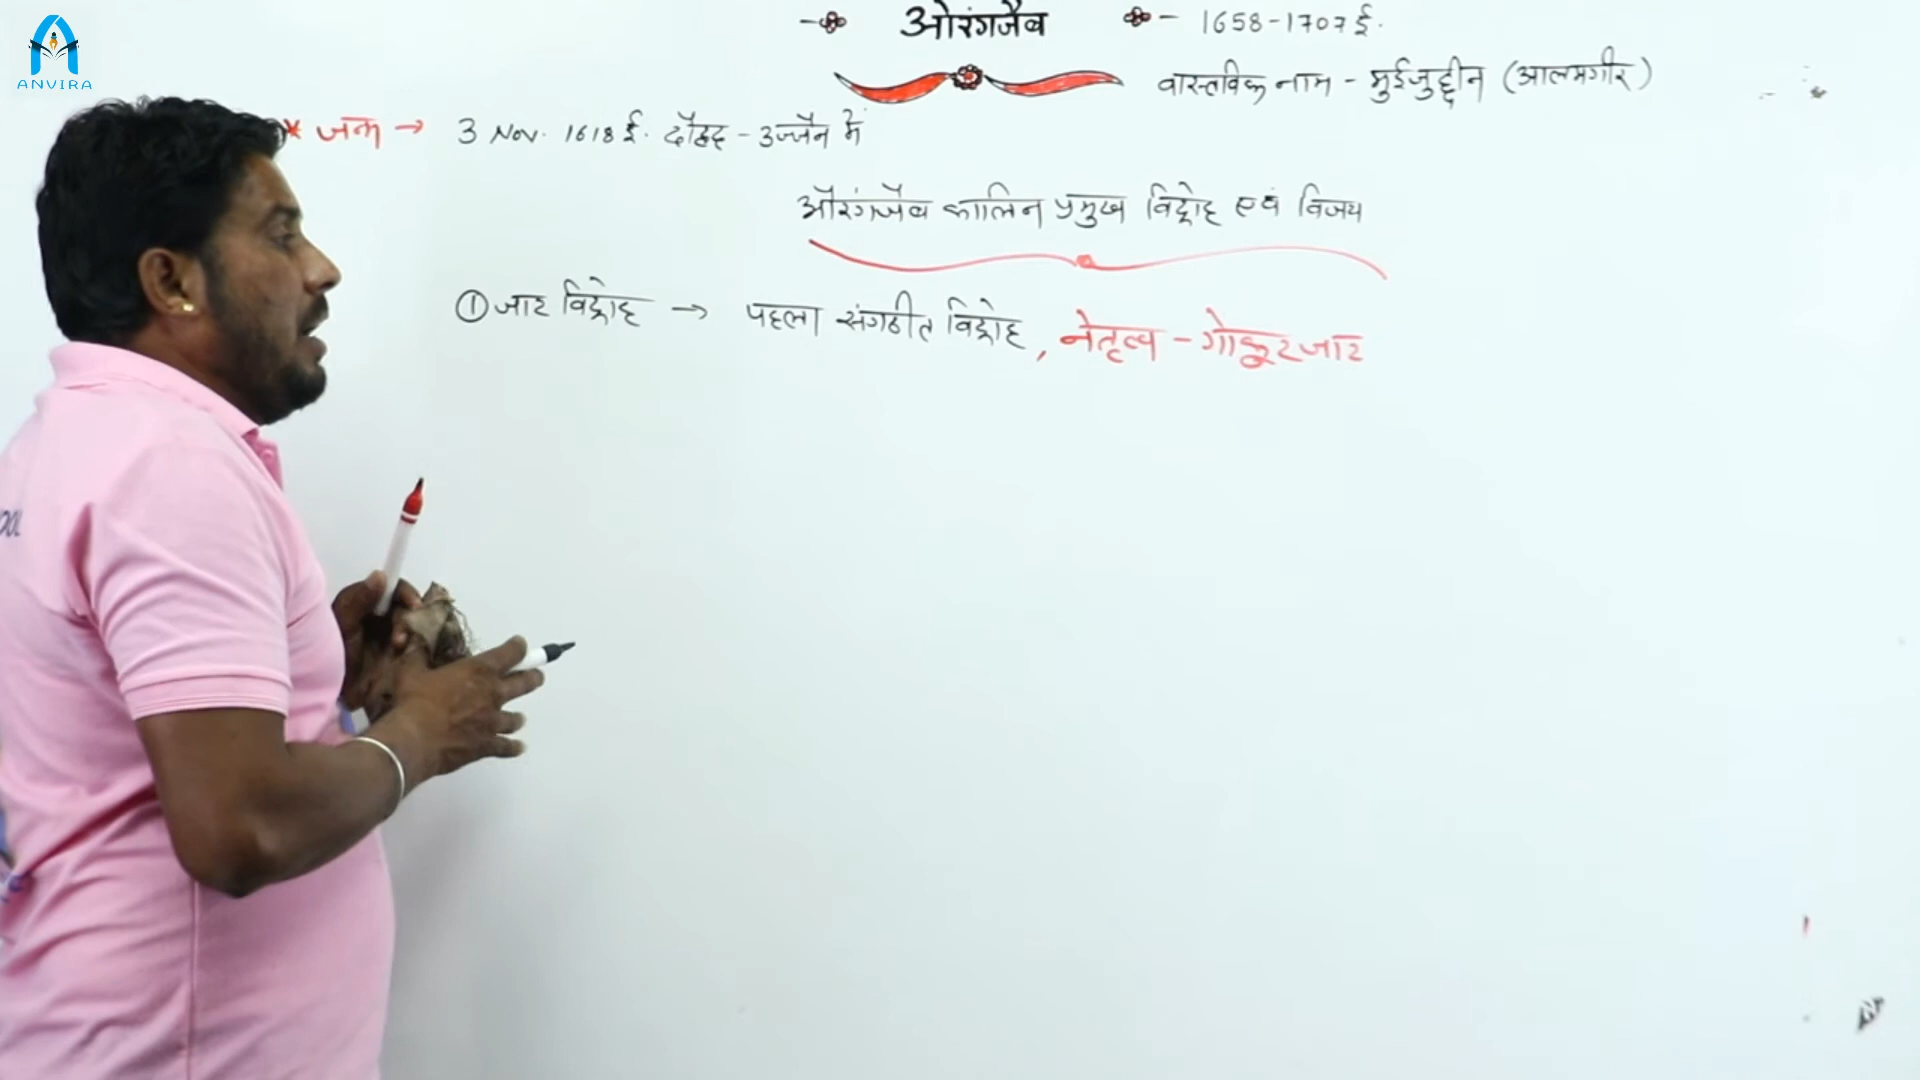 ANVIRA
औरंगजैब - 1658-1707 ई.
वास्तविक नाम - मुईजुद्दीन (आलमगीर)
* जन्म → 3 Nov. 1618 ई. दौहद - उज्जैन में
औरंगजैब कालिन प्रमुख विद्रोह एवं विजय
① जाट विद्रोह → पहला संगठीत विद्रोह, नेतृत्व - गोकुल जाट